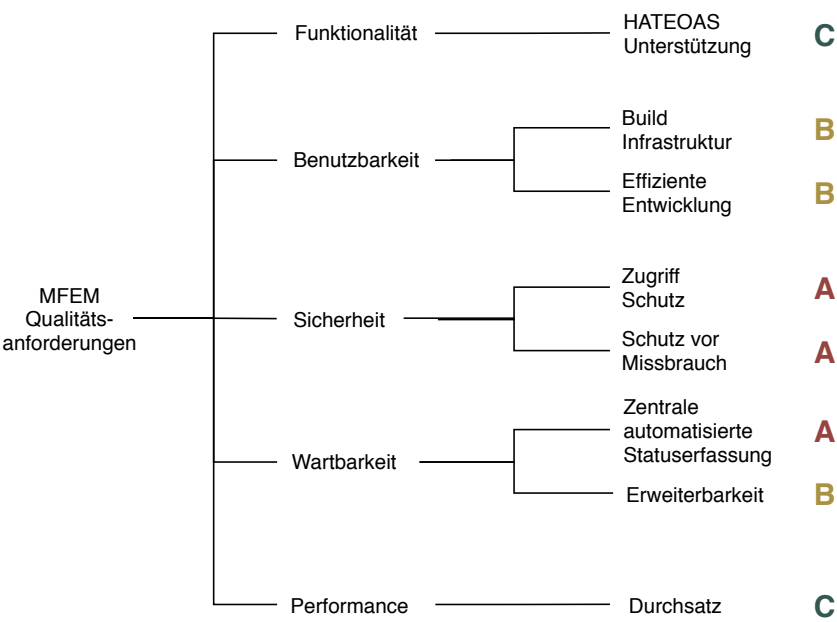 MFEM
Qualitäts-
anforderungen
Funktionalität
HATEOAS
Unterstützung
C
Benutzbarkeit
Build
Infrastruktur
B
Effiziente
Entwicklung
B
Sicherheit
Zugriff
Schutz
A
Schutz vor
Missbrauch
A
Wartbarkeit
Zentrale
automatisierte
Statuserfassung
A
Erweiterbarkeit
B
Performance
Durchsatz
C